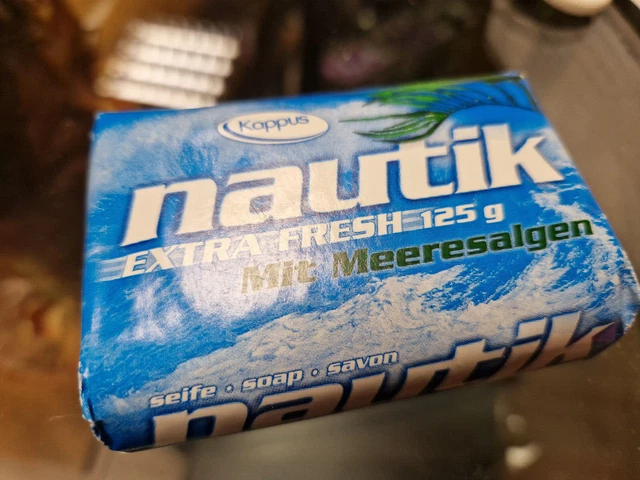 Kappus
nautik
EXTRA-FRESH 125 g
Mit Meeresalgen
seife • soap • savon
nautik